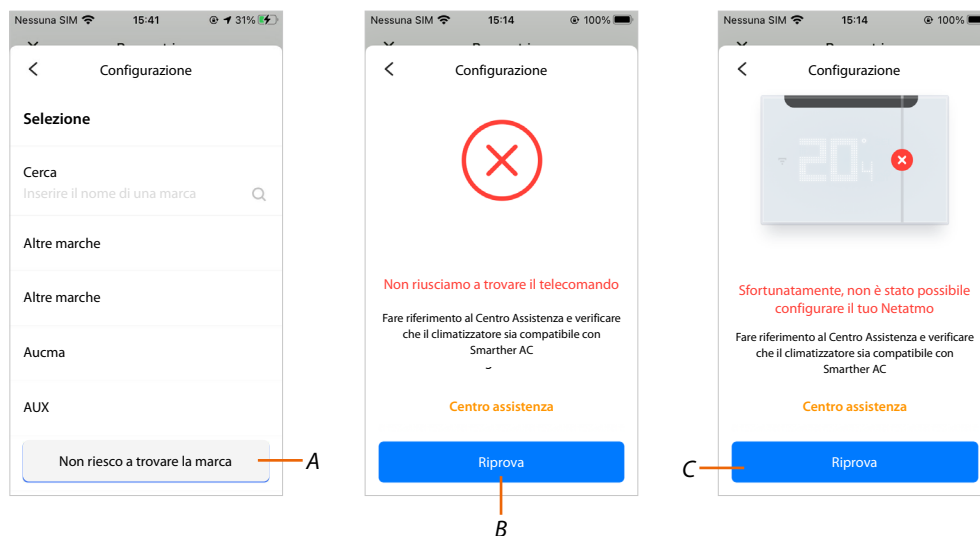 Nessuna SIM 15:41 31%
Configurazione
Selezione
Cerca
Inserire il nome di una marca
Altre marche
Altre marche
Aucma
AUX
Non riesco a trovare la marca
A
Nessuna SIM 15:14 100%
Configurazione
Non riusciamo a trovare il telecomando
Fare riferimento al Centro Assistenza e verificare
che il climatizzatore sia compatibile con
Smarther AC
Centro assistenza
Riprova
B
Nessuna SIM 15:14 100%
Configurazione
20.4
Sfortunatamente, non è stato possibile
configurare il tuo Netatmo
Fare riferimento al Centro Assistenza e verificare
che il climatizzatore sia compatibile con
Smarther AC
Centro assistenza
Riprova
C